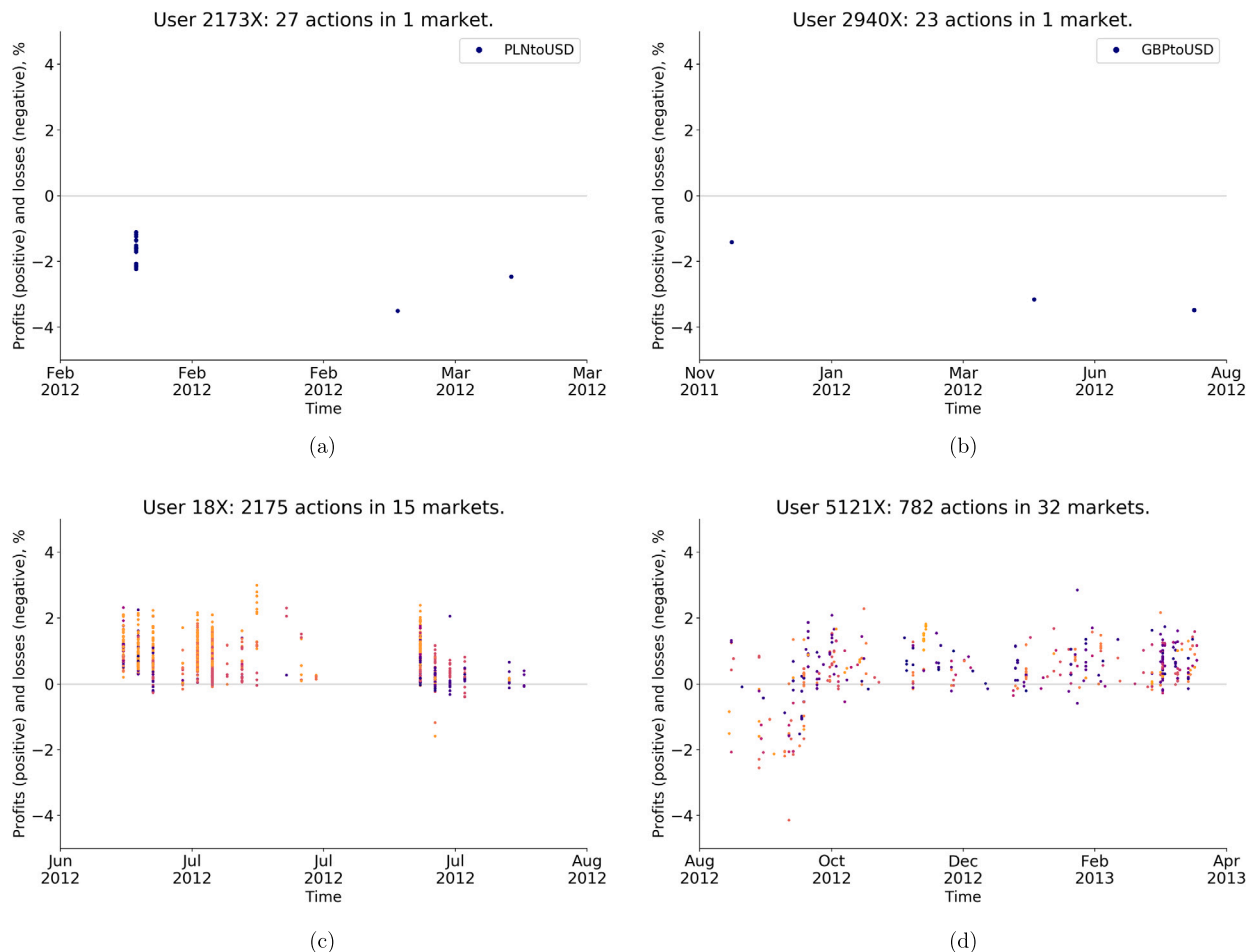 User 2173X: 27 actions in 1 market.
PLNtoUSD
Profits (positive) and losses (negative), %
4
2
0
−2
−4
Feb 2012
Feb 2012
Feb 2012
Mar 2012
Mar 2012
Time
(a)
User 2940X: 23 actions in 1 market.
GBPtoUSD
Profits (positive) and losses (negative), %
4
2
0
−2
−4
Nov 2011
Jan 2012
Mar 2012
Jun 2012
Aug 2012
Time
(b)
User 18X: 2175 actions in 15 markets.
Profits (positive) and losses (negative), %
4
2
0
−2
−4
Jun 2012
Jul 2012
Jul 2012
Jul 2012
Aug 2012
Time
(c)
User 5121X: 782 actions in 32 markets.
Profits (positive) and losses (negative), %
4
2
0
−2
−4
Aug 2012
Oct 2012
Dec 2012
Feb 2013
Apr 2013
Time
(d)